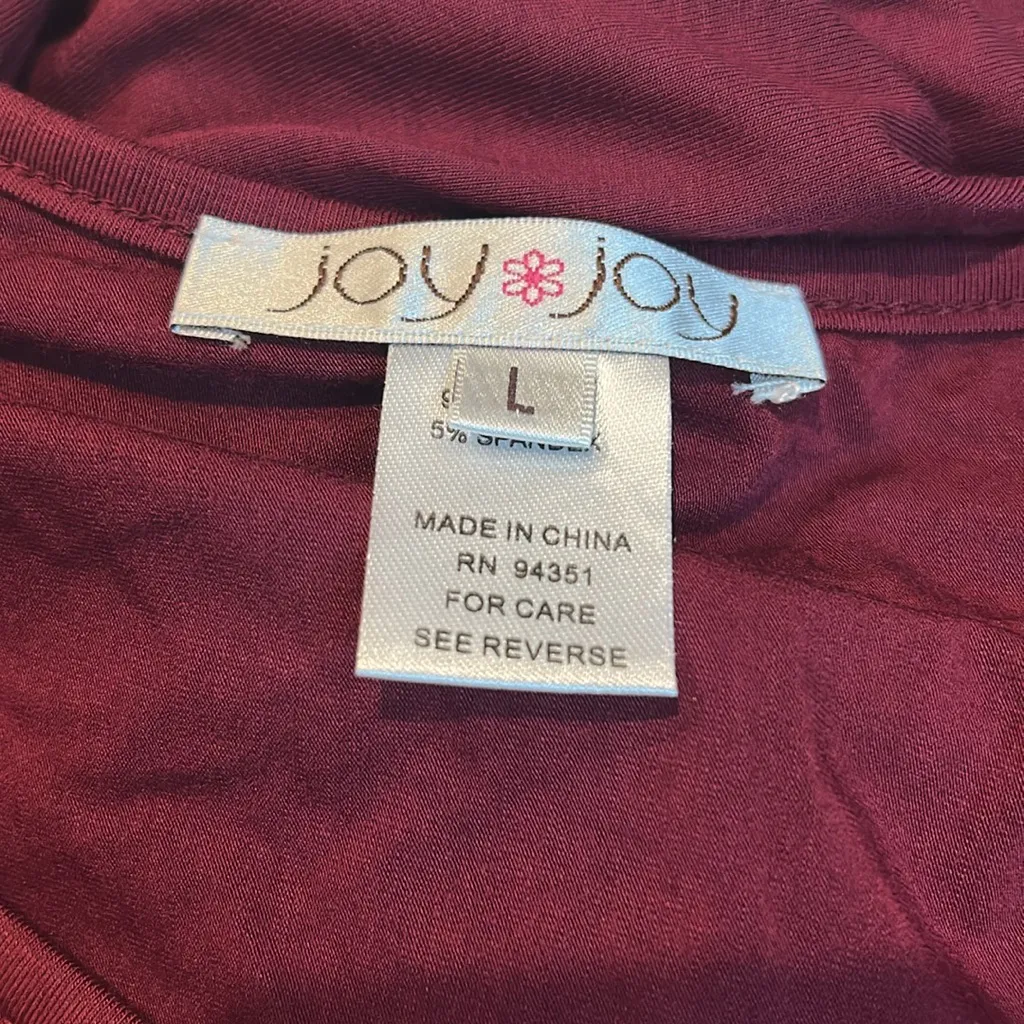 joy joy
L
5% SPANDEX
MADE IN CHINA
RN 94351
FOR CARE
SEE REVERSE